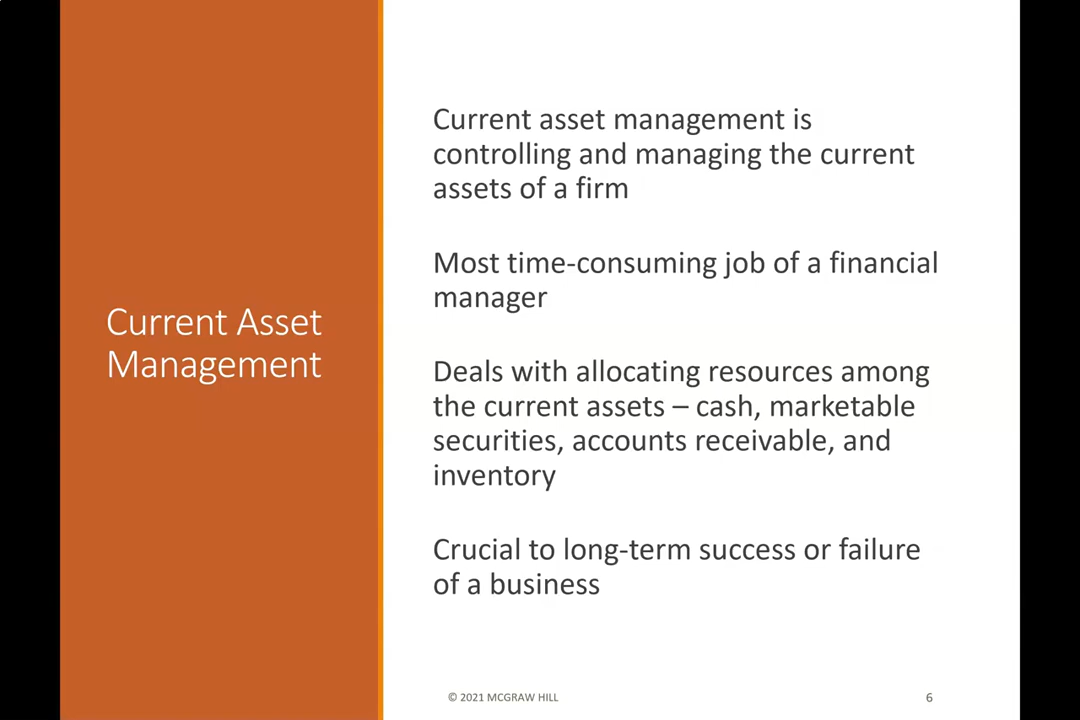 Current Asset
Management
Current asset management is
controlling and managing the current
assets of a firm
Most time-consuming job of a financial
manager
Deals with allocating resources among
the current assets – cash, marketable
securities, accounts receivable, and
inventory
Crucial to long-term success or failure
of a business
© 2021 MCGRAW HILL
6